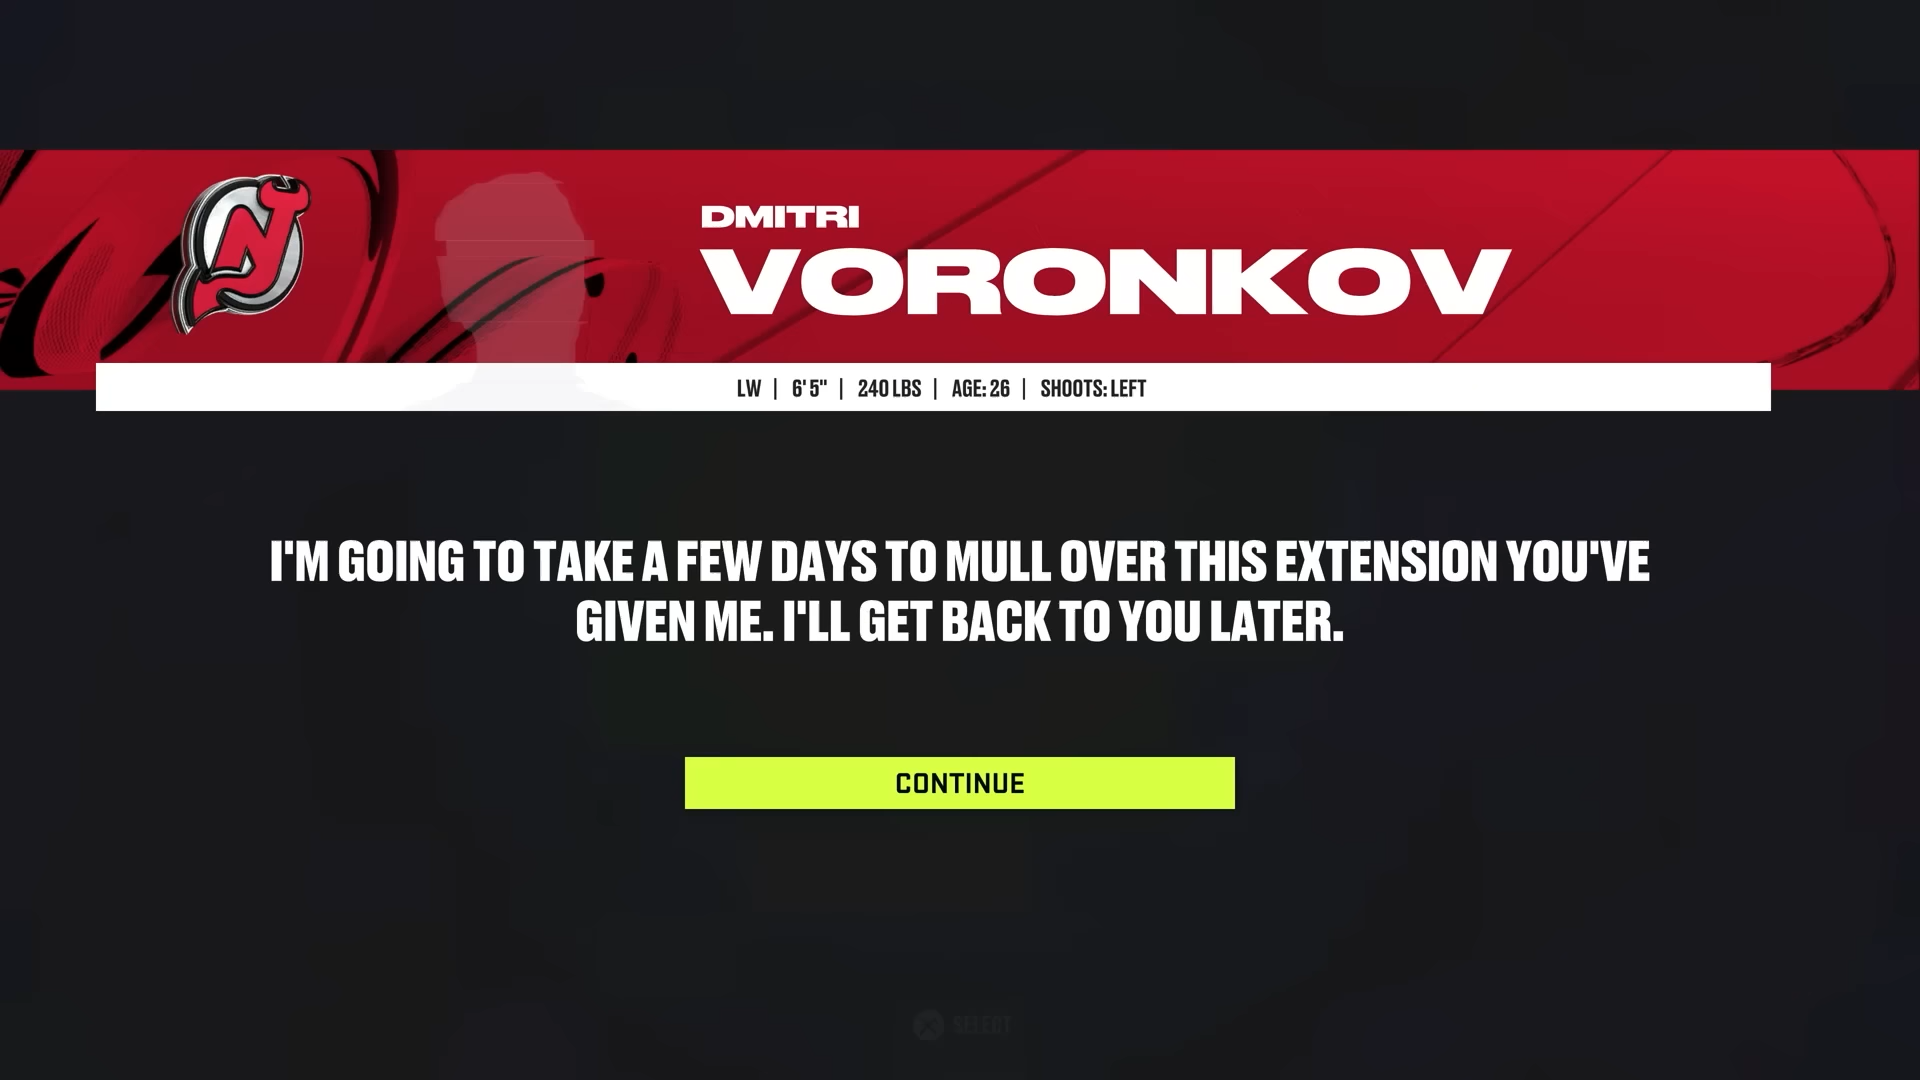 DMITRI
VORONKOV
LW | 6' 5" | 240 LBS | AGE: 26 | SHOOTS: LEFT
I'M GOING TO TAKE A FEW DAYS TO MULL OVER THIS EXTENSION YOU'VE
GIVEN ME. I'LL GET BACK TO YOU LATER.
CONTINUE
SELECT